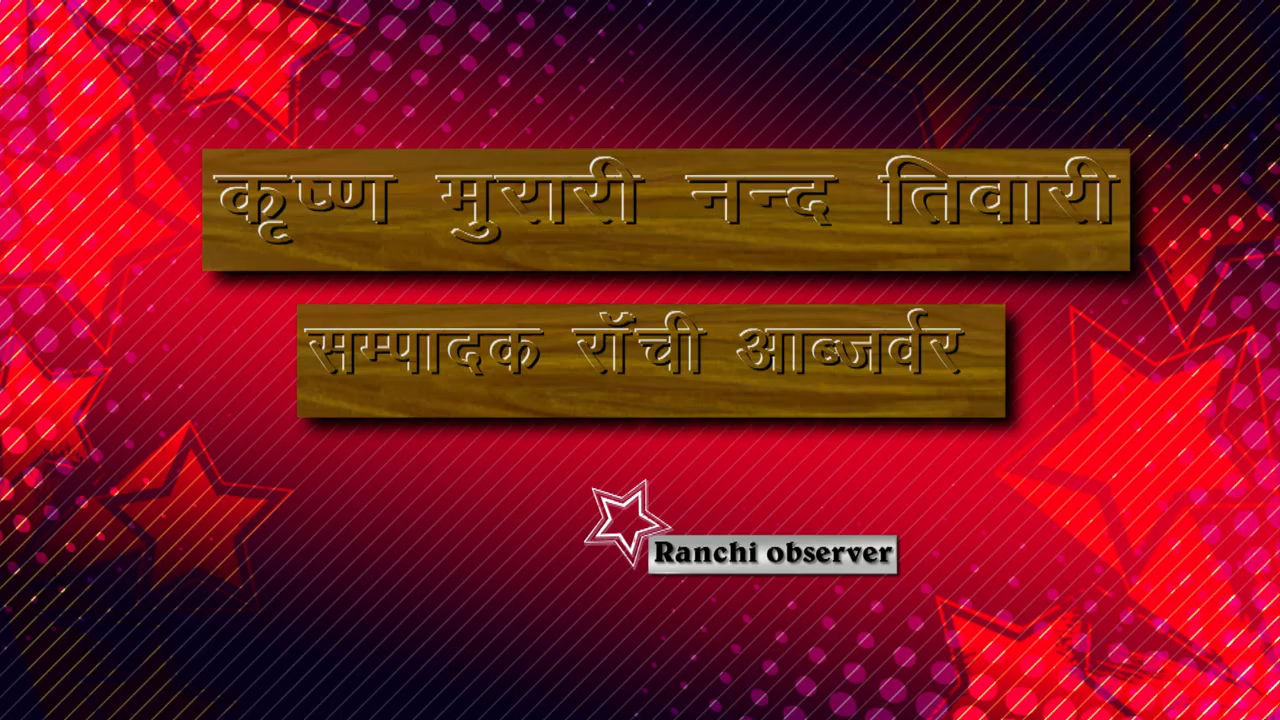 कृष्ण मुरारी नन्द तिवारी
सम्पादक राँची आब्जर्वर
Ranchi observer